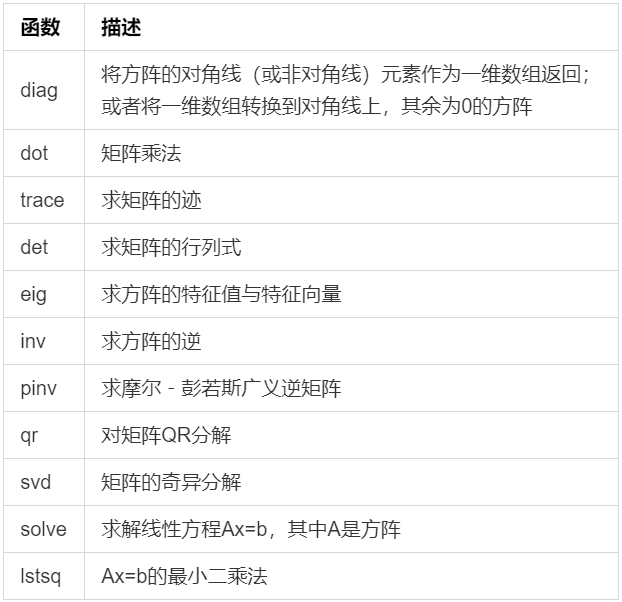 函数 描述
diag 将方阵的对角线（或非对角线）元素作为一维数组返回；
或者将一维数组转换到对角线上，其余为0的方阵
dot 矩阵乘法
trace 求矩阵的迹
det 求矩阵的行列式
eig 求方阵的特征值与特征向量
inv 求方阵的逆
pinv 求摩尔 - 彭若斯广义逆矩阵
qr 对矩阵QR分解
svd 矩阵的奇异分解
solve 求解线性方程Ax=b，其中A是方阵
lstsq Ax=b的最小二乘法